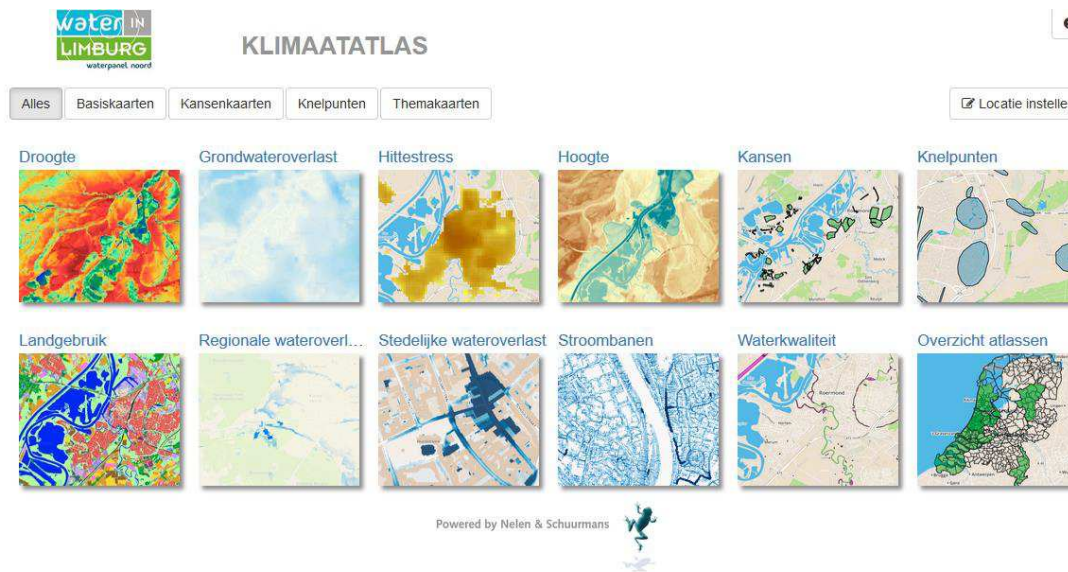 water IN
LIMBURG
waterpanel noord
KLIMAATATLAS
Alles Basiskaarten Kansenkaarten Knelpunten Themakaarten Locatie instelle
Droogte Grondwateroverlast Hittestress Hoogte Kansen Knelpunten
Landgebruik Regionale wateroverl... Stedelijke wateroverlast Stroombanen Waterkwaliteit Overzicht atlassen
Roermond
Powered by Nelen & Schuurmans